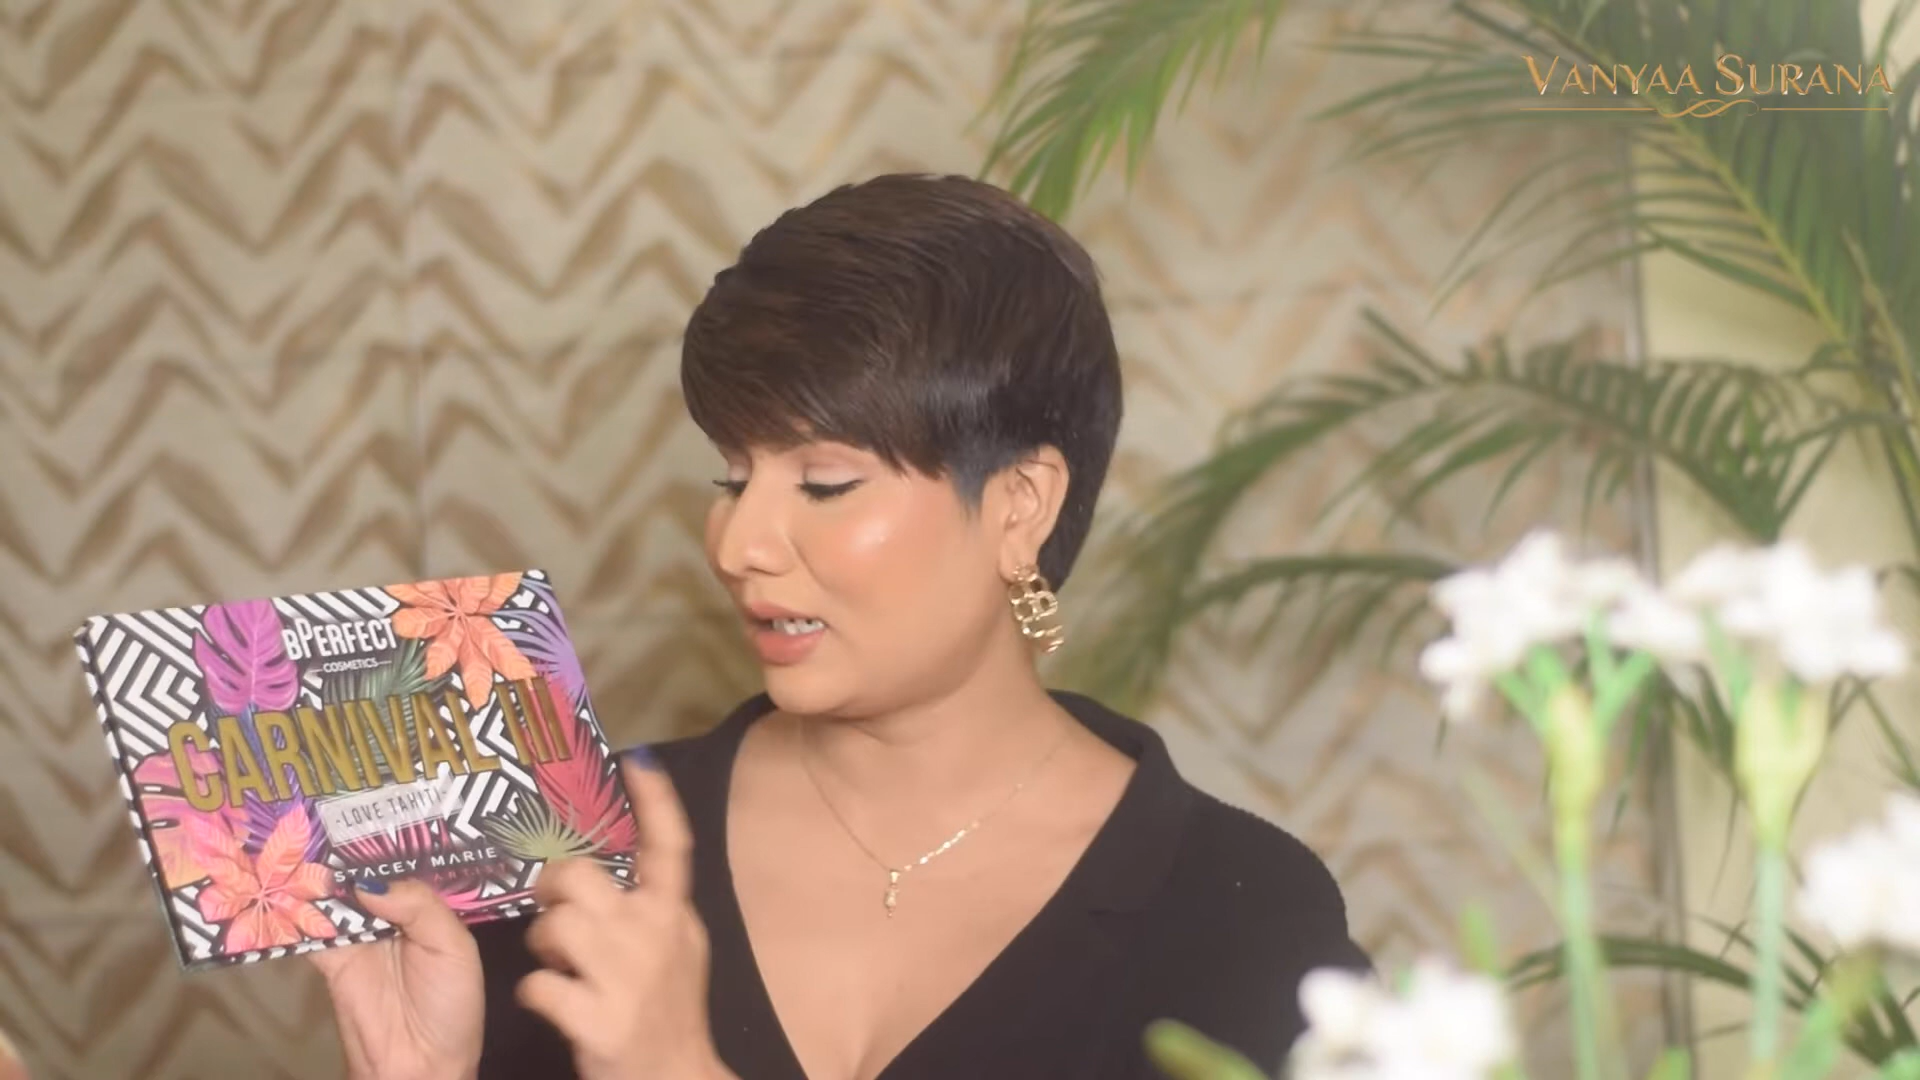 VANYAA SURANA
BPERFECT
COSMETICS
CARNIVAL III
-LOVE TAHITI-
STACEY MARIE